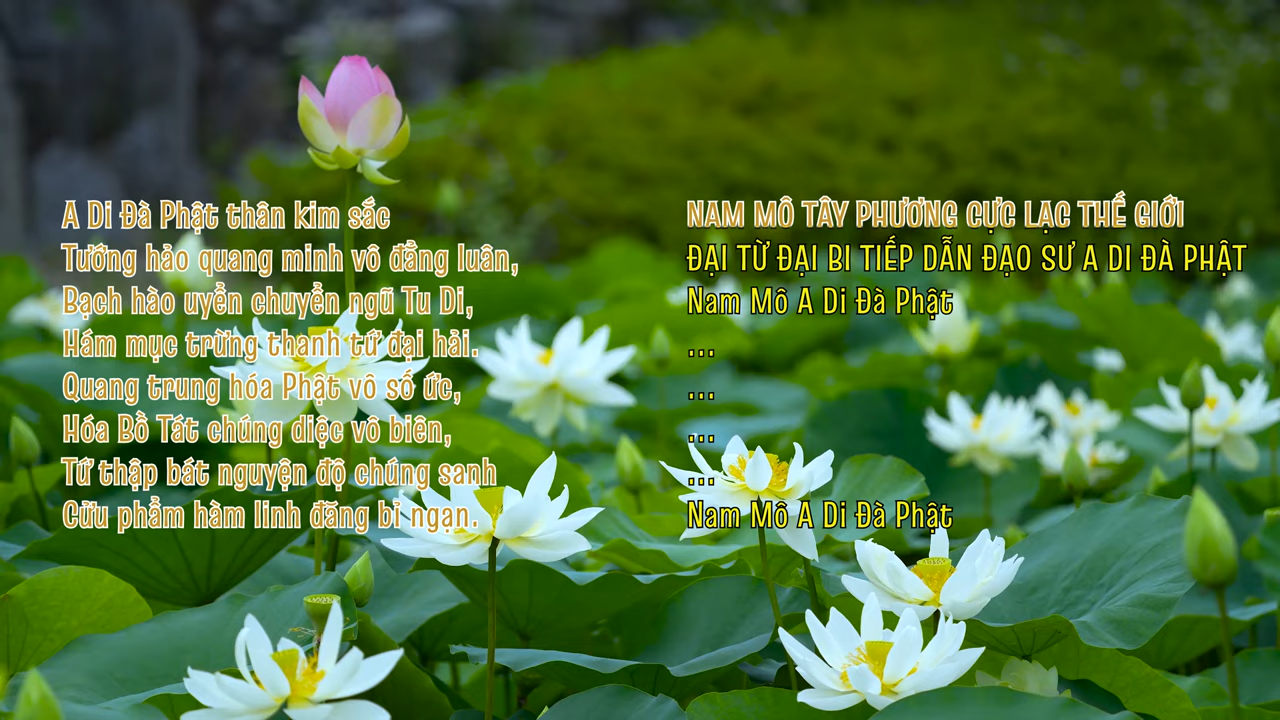 A Di Đà Phật thân kim sắc
Tướng hảo quang minh vô đẳng luân,
Bạch hào uyển chuyển ngũ Tu Di,
Hám mục trừng thanh tứ đại hải.
Quang trung hóa Phật vô số ức,
Hóa Bồ Tát chúng diệc vô biên,
Tứ thập bát nguyện độ chúng sanh
Cửu phẩm hàm linh đăng bỉ ngạn.
NAM MÔ TÂY PHƯƠNG CỰC LẠC THẾ GIỚI
ĐẠI TỪ ĐẠI BI TIẾP DẪN ĐẠO SƯ A DI ĐÀ PHẬT
Nam Mô A Di Đà Phật
...
...
...
...
Nam Mô A Di Đà Phật